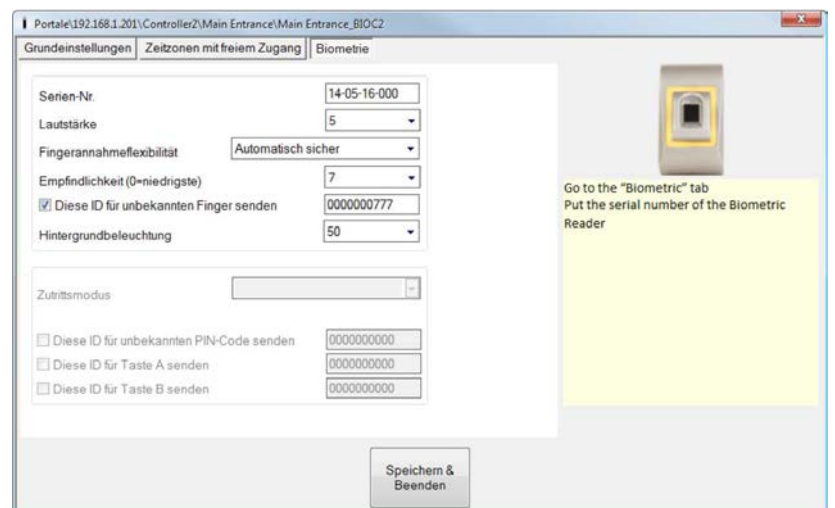 Portale\192.168.1.201\Controller2\Main Entrance\Main Entrance_BIOC2
Grundeinstellungen Zeitzonen mit freiem Zugang Biometrie
Serien-Nr. 14-05-16-000
Lautstärke 5
Fingerannahmeflexibilität Automatisch sicher
Empfindlichkeit (0=niedrigste) 7
Diese ID für unbekannten Finger senden 0000000777
Hintergrundbeleuchtung 50
Zutrittsmodus
Diese ID für unbekannten PIN-Code senden 0000000000
Diese ID für Taste A senden 0000000000
Diese ID für Taste B senden 0000000000
Go to the "Biometric" tab
Put the serial number of the Biometric
Reader
Speichern &
Beenden